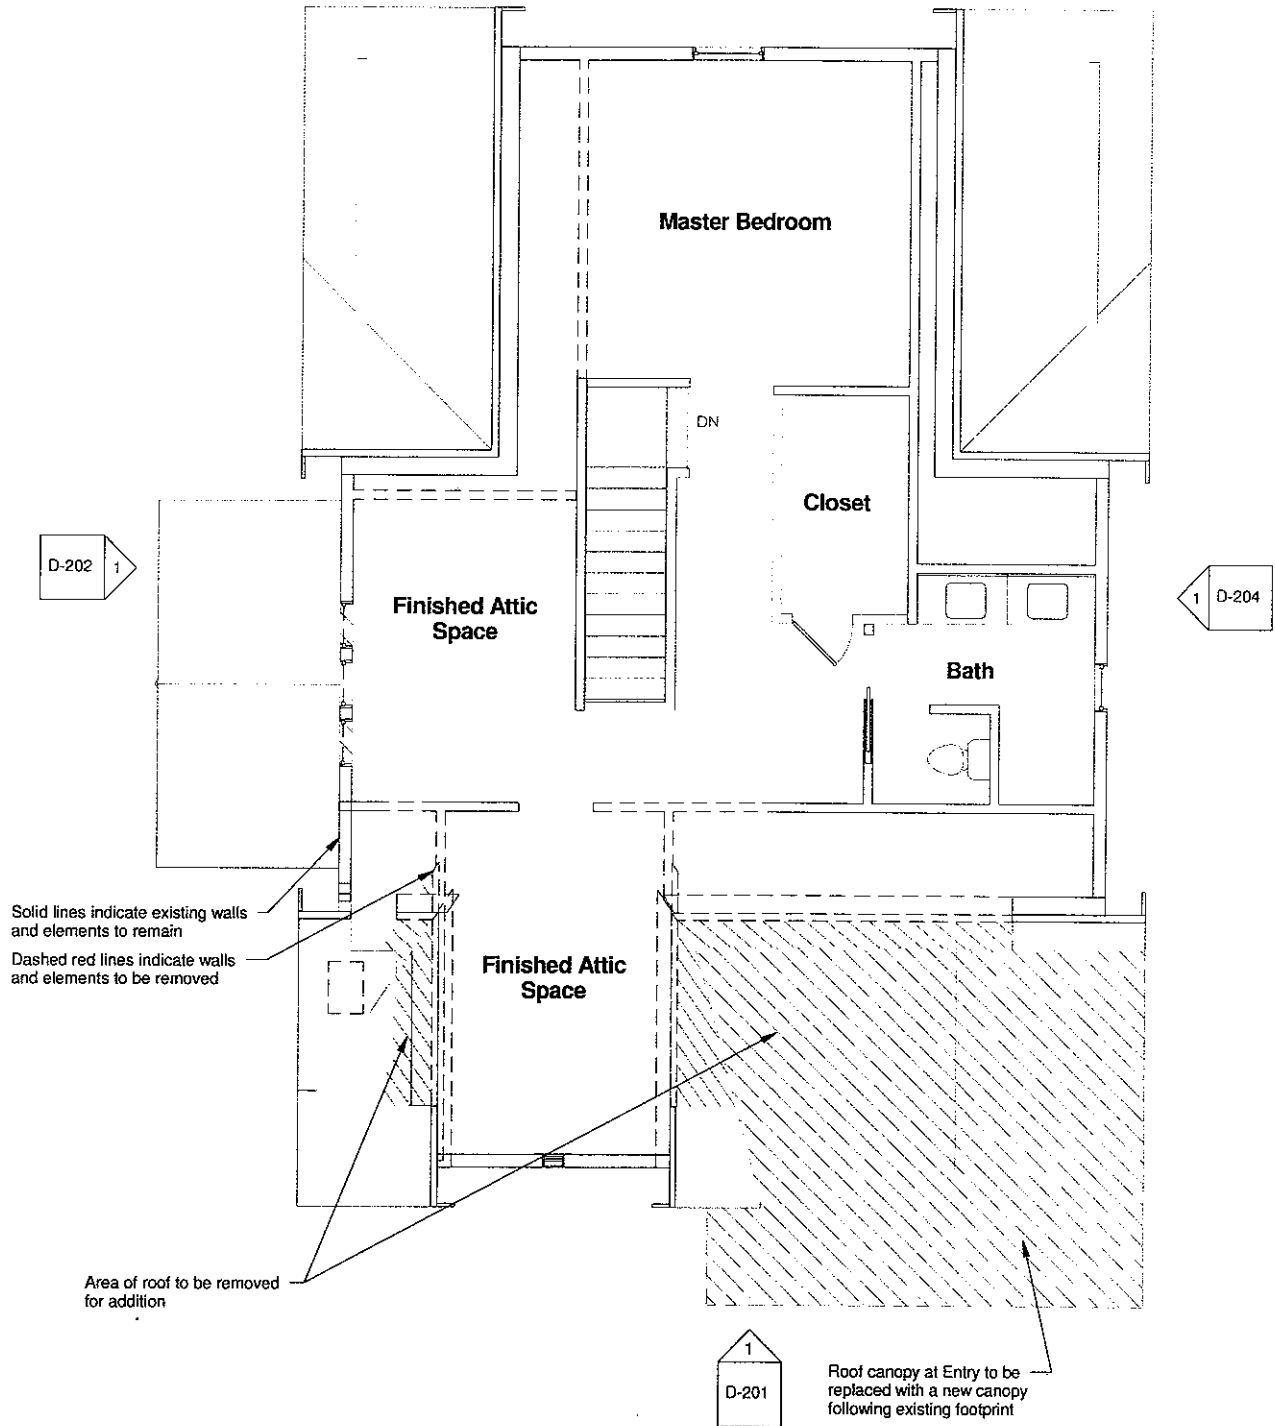 Master Bedroom
DN
Closet
D-202
1
Finished Attic
Space
1
D-204
Bath
Solid lines indicate existing walls
and elements to remain
Dashed red lines indicate walls
and elements to be removed
Finished Attic
Space
Area of roof to be removed
for addition
1
D-201
Roof canopy at Entry to be
replaced with a new canopy
following existing footprint